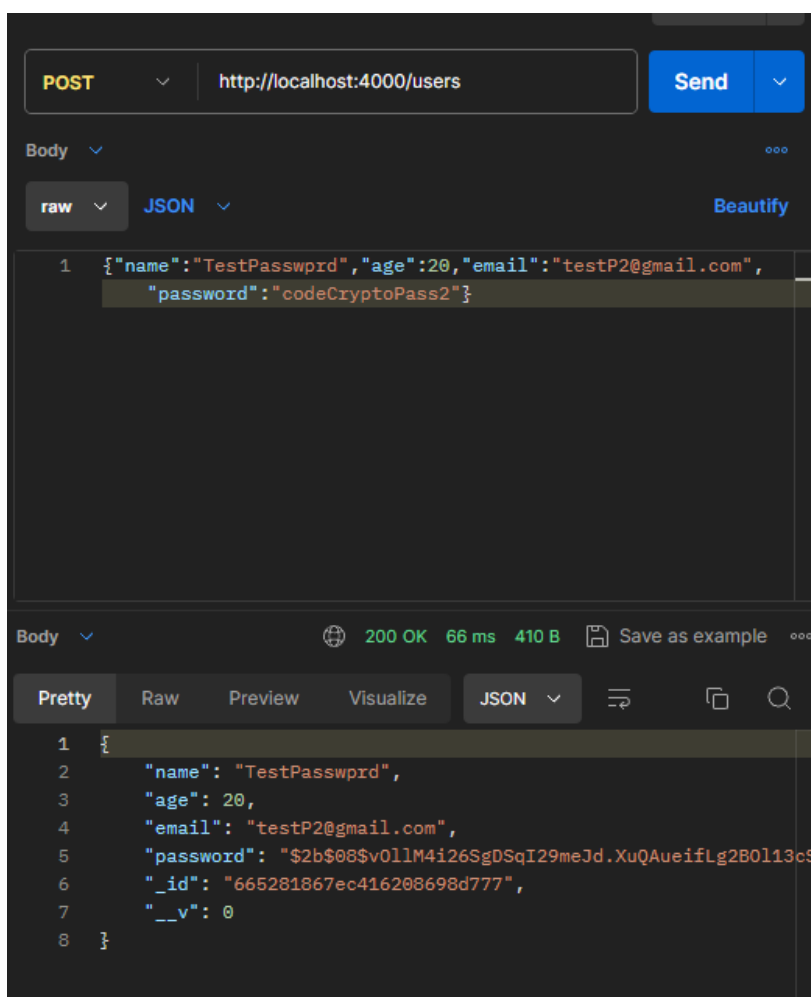 POST http://localhost:4000/users Send
Body
raw JSON Beautify
1 {"name":"TestPasswprd","age":20,"email":"testP2@gmail.com",
"password":"codeCryptoPass2"}
Body 200 OK 66 ms 410 B Save as example
Pretty Raw Preview Visualize JSON
1 {
2 "name": "TestPasswprd",
3 "age": 20,
4 "email": "testP2@gmail.com",
5 "password": "$2b$08$vOllM4i26SgDSqI29meJd.XuQAueifLg2BOl13cS
6 "_id": "665281867ec416208698d777",
7 "__v": 0
8 }